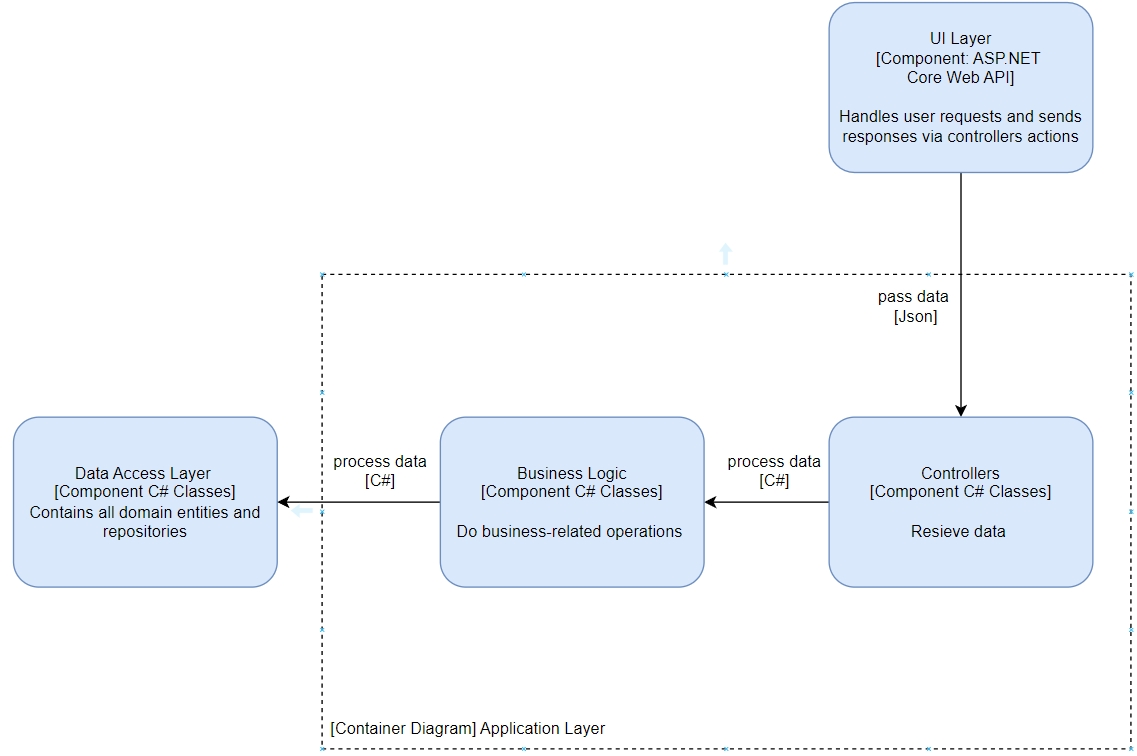 UI Layer
[Component: ASP.NET
Core Web API]
Handles user requests and sends
responses via controllers actions
pass data
[Json]
Data Access Layer
[Component C# Classes]
Contains all domain entities and
repositories
process data
[C#]
Business Logic
[Component C# Classes]
Do business-related operations
process data
[C#]
Controllers
[Component C# Classes]
Resieve data
[Container Diagram] Application Layer